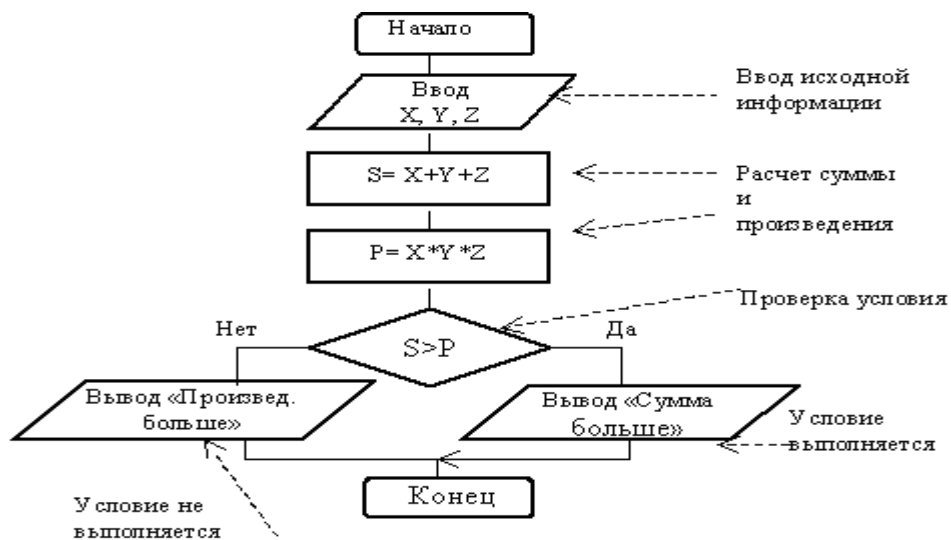 Начало
Ввод
X, Y, Z
Ввод исходной
информации
S= X+Y+Z
Расчет суммы
и
произведения
P= X*Y*Z
Проверка условия
Нет
Да
S>P
Вывод «Произвед.
больше»
Вывод «Сумма
больше»
Условие
выполняется
Конец
Условие не
выполняется